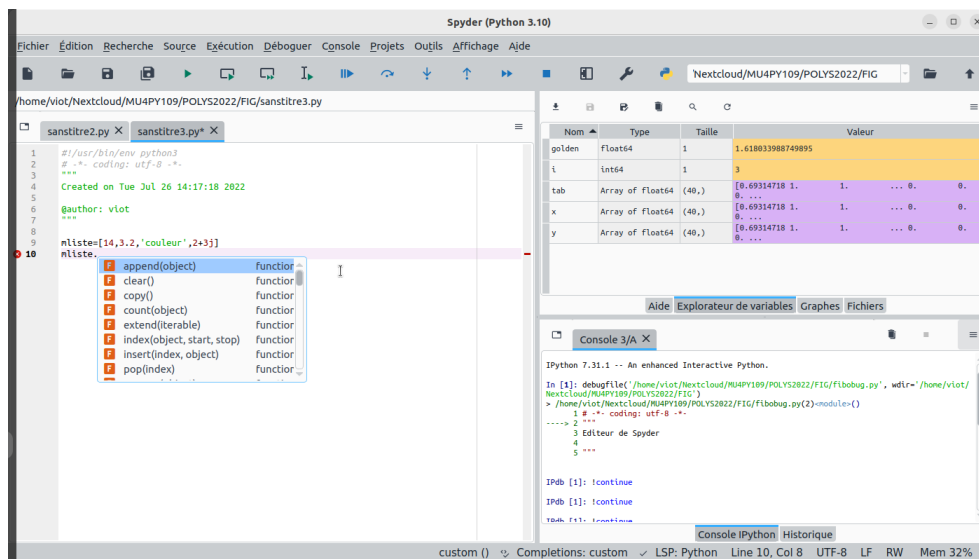 Spyder (Python 3.10)
Fichier Édition Recherche Source Exécution Déboguer Console Projets Outils Affichage Aide
'Nextcloud/MU4PY109/POLYS2022/FIG
/home/viot/Nextcloud/MU4PY109/POLYS2022/FIG/sanstitre3.py
sanstitre2.py sanstitre3.py*
1 #!/usr/bin/env python3
2 # -*- coding: utf-8 -*-
3 """
4 Created on Tue Jul 26 14:17:18 2022
5
6 @author: viot
7 """
8
9 mliste=[14,3.2,'couleur',2+3j]
10 mliste.
F append(object) function
F clear() function
F copy() function
F count(object) function
F extend(iterable) function
F index(object, start, stop) function
F insert(index, object) function
F pop(index) function
Nom Type Taille Valeur
golden float64 1 1.618033988749895
i int64 1 3
tab Array of float64 (40,) [0.69314718 1. 1. ... 0. 0.
0. ...
x Array of float64 (40,) [0.69314718 1. 1. ... 0. 0.
0. ...
y Array of float64 (40,) [0.69314718 1. 1. ... 0. 0.
0. ...
Aide Explorateur de variables Graphes Fichiers
Console 3/A
IPython 7.31.1 -- An enhanced Interactive Python.
In [1]: debugfile('/home/viot/Nextcloud/MU4PY109/POLYS2022/FIG/fibobug.py', wdir='/home/viot/
Nextcloud/MU4PY109/POLYS2022/FIG')
> /home/viot/Nextcloud/MU4PY109/POLYS2022/FIG/fibobug.py(2)<module>()
1 # -*- coding: utf-8 -*-
----> 2 """
3 Editeur de Spyder
4
5 """
IPdb [1]: !continue
IPdb [1]: !continue
IPdb [1]: !continue
Console IPython Historique
custom () Completions: custom LSP: Python Line 10, Col 8 UTF-8 LF RW Mem 32%